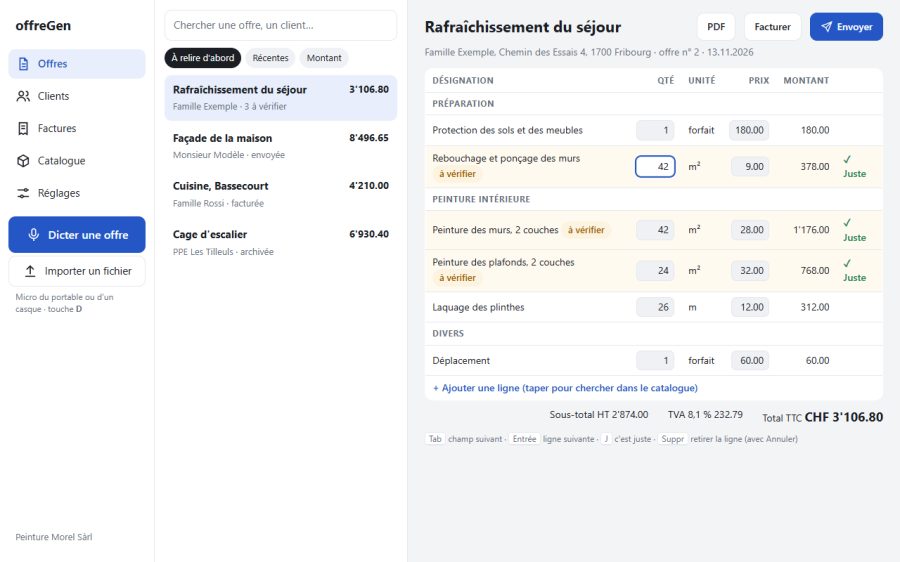 offreGen
Offres
Clients
Factures
Catalogue
Réglages
Dicter une offre
Importer un fichier
Micro du portable ou d'un
casque · touche D
Peinture Morel Sàrl
Chercher une offre, un client...
À relire d'abord Récentes Montant
Rafraîchissement du séjour 3'106.80
Famille Exemple · 3 à vérifier
Façade de la maison 8'496.65
Monsieur Modèle · envoyée
Cuisine, Bassecourt 4'210.00
Famille Rossi · facturée
Cage d'escalier 6'930.40
PPE Les Tilleuls · archivée
Rafraîchissement du séjour PDF Facturer Envoyer
Famille Exemple, Chemin des Essais 4, 1700 Fribourg · offre n° 2 · 13.11.2026
DÉSIGNATION QTÉ UNITÉ PRIX MONTANT
PRÉPARATION
Protection des sols et des meubles 1 forfait 180.00 180.00
Rebouchage et ponçage des murs
à vérifier 42 m² 9.00 378.00 ✓ Juste
PEINTURE INTÉRIEURE
Peinture des murs, 2 couches à vérifier 42 m² 28.00 1'176.00 ✓ Juste
Peinture des plafonds, 2 couches
à vérifier 24 m² 32.00 768.00 ✓ Juste
Laquage des plinthes 26 m 12.00 312.00
DIVERS
Déplacement 1 forfait 60.00 60.00
+ Ajouter une ligne (taper pour chercher dans le catalogue)
Sous-total HT 2'874.00 TVA 8,1 % 232.79 Total TTC CHF 3'106.80
Tab champ suivant · Entrée ligne suivante · J c'est juste · Suppr retirer la ligne (avec Annuler)